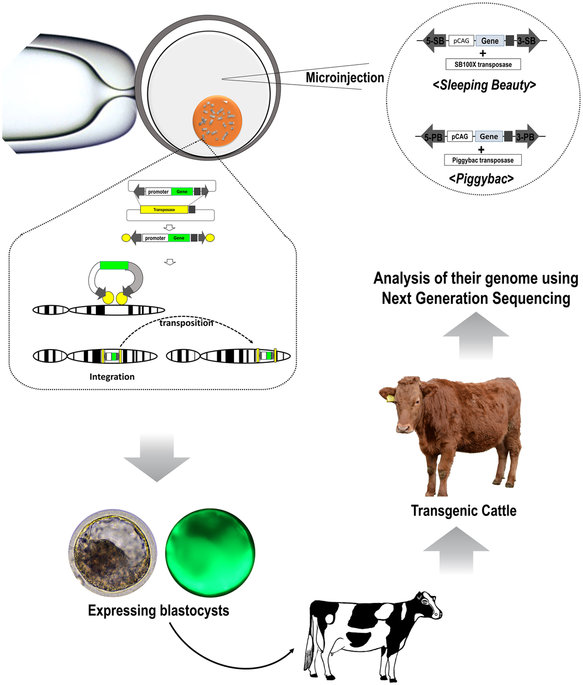 Microinjection
5-SB pCAG Gene 3-SB
+
SB100X transposase
<Sleeping Beauty>
5-PB pCAG Gene 3-PB
+
Piggybac transposase
<Piggybac>
promoter Gene
Transposase
promoter Gene
transposition
Integration
Expressing blastocysts
Analysis of their genome using
Next Generation Sequencing
Transgenic Cattle